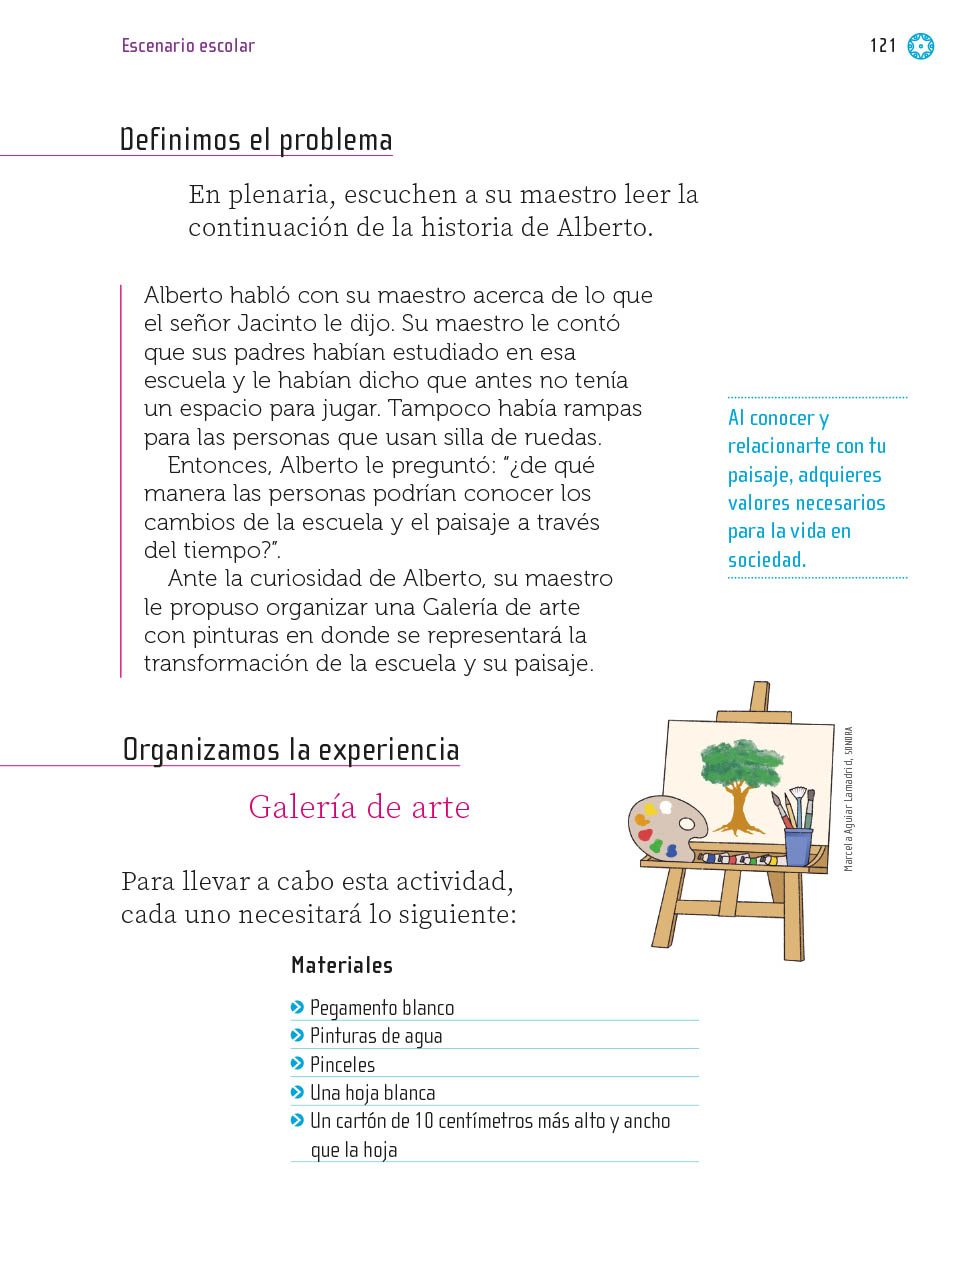 Escenario escolar
121
Definimos el problema
En plenaria, escuchen a su maestro leer la
continuación de la historia de Alberto.
Alberto habló con su maestro acerca de lo que
el señor Jacinto le dijo. Su maestro le contó
que sus padres habían estudiado en esa
escuela y le habían dicho que antes no tenía
un espacio para jugar. Tampoco había rampas
para las personas que usan silla de ruedas.
Entonces, Alberto le preguntó: "¿de qué
manera las personas podrían conocer los
cambios de la escuela y el paisaje a través
del tiempo?".
Ante la curiosidad de Alberto, su maestro
le propuso organizar una Galería de arte
con pinturas en donde se representará la
transformación de la escuela y su paisaje.
Al conocer y
relacionarte con tu
paisaje, adquieres
valores necesarios
para la vida en
sociedad.
Organizamos la experiencia
Galería de arte
Para llevar a cabo esta actividad,
cada uno necesitará lo siguiente:
Marcela Aguiar Lamadrid, SONORA
Materiales
Pegamento blanco
Pinturas de agua
Pinceles
Una hoja blanca
Un cartón de 10 centímetros más alto y ancho
que la hoja